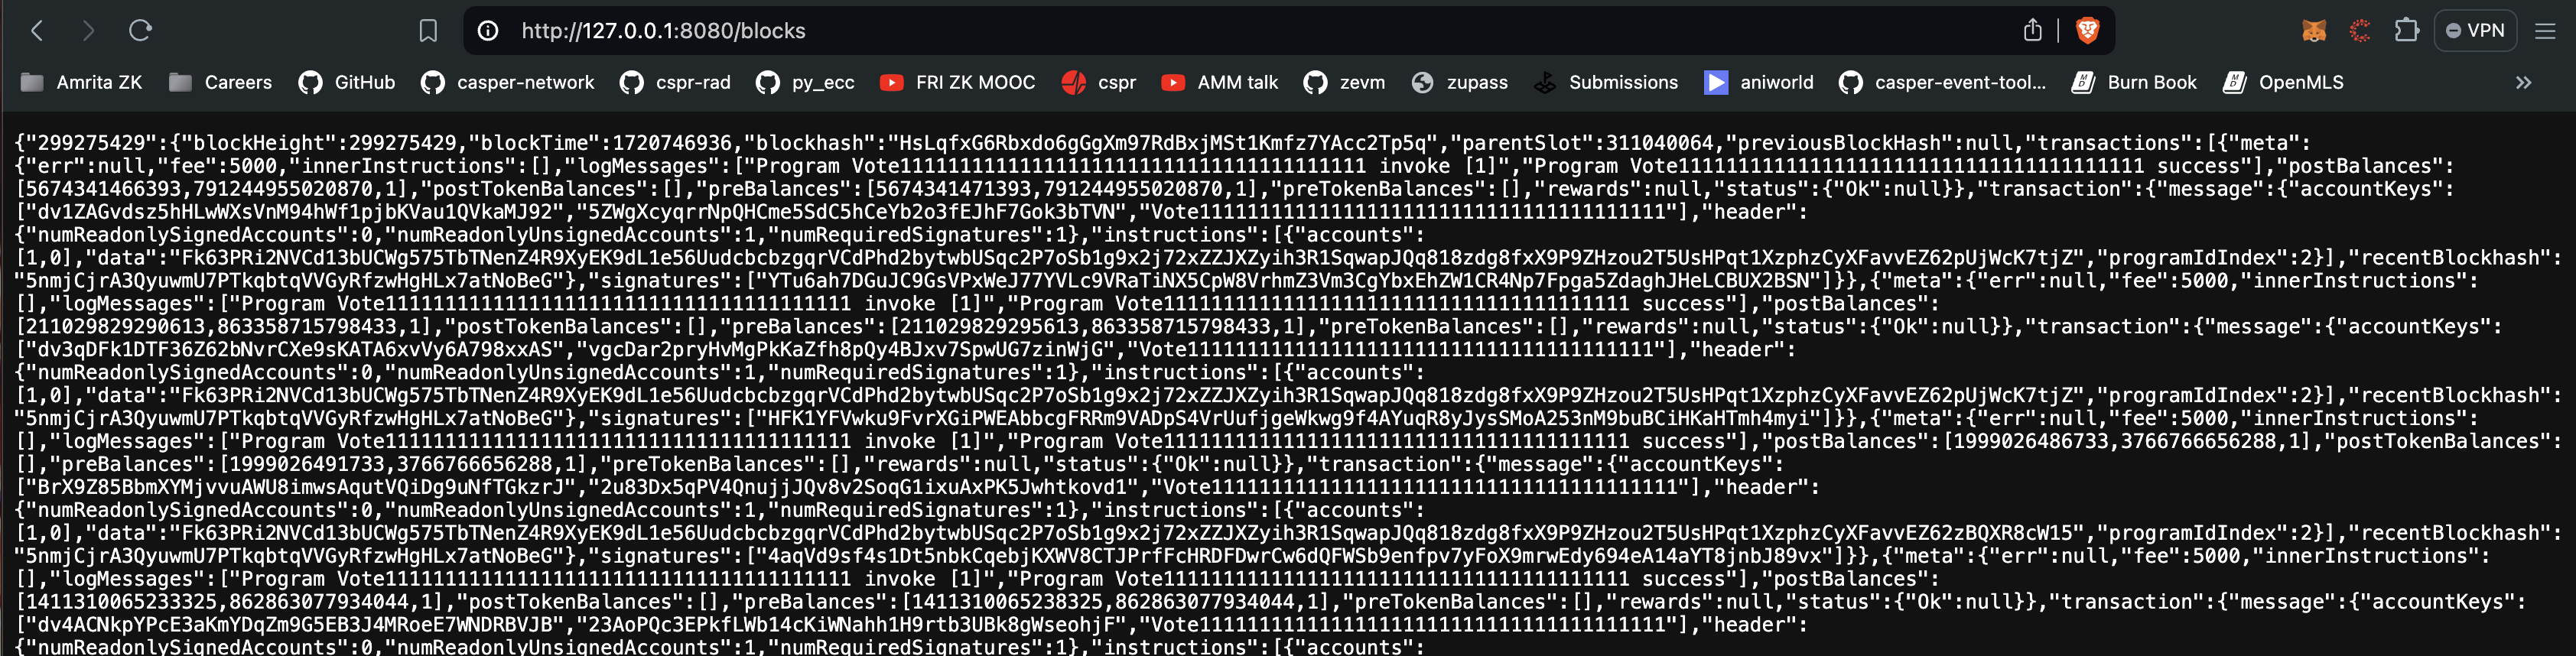 http://127.0.0.1:8080/blocks
VPN
Amrita ZK Careers GitHub casper-network cspr-rad py_ecc FRI ZK MOOC cspr AMM talk zevm zupass Submissions aniworld casper-event-tool... Burn Book OpenMLS
{"299275429":{"blockHeight":299275429,"blockTime":1720746936,"blockhash":"HsLqfxG6Rbxdo6gGgXm97RdBxjMSt1Kmfz7YAcc2Tp5q","parentSlot":311040064,"previousBlockHash":null,"transactions":[{"meta":
{"err":null,"fee":5000,"innerInstructions":[],"logMessages":["Program Vote111111111111111111111111111111111111111 invoke [1]","Program Vote111111111111111111111111111111111111111 success"],"postBalances":
[5674341466393,791244955020870,1],"postTokenBalances":[],"preBalances":[5674341471393,791244955020870,1],"preTokenBalances":[],"rewards":null,"status":{"Ok":null}},"transaction":{"message":{"accountKeys":
["dv1ZAGvdsz5hHLwWXsVnM94hWf1pjbKVau1QVkaMJ92","5ZWgXcyqrrNpQHCme5SdC5hCeYb2o3fEJhF7Gok3bTVN","Vote111111111111111111111111111111111111111"],"header":
{"numReadonlySignedAccounts":0,"numReadonlyUnsignedAccounts":1,"numRequiredSignatures":1},"instructions":[{"accounts":
[1,0],"data":"Fk63PRi2NVCd13bUCWg575TbTNenZ4R9XyEK9dL1e56UudcbcbzgqrVCdPhd2bytwbUSqc2P7oSb1g9x2j72xZZJXZyih3R1SqwapJQq818zdg8fxX9P9ZHzou2T5UsHPqt1XzphzCyXFavvEZ62pUjWcK7tjZ","programIdIndex":2}],"recentBlockhash":
"5nmjCjrA3QyuwmU7PTkqbtqVVGyRfzwHgHLx7atNoBeG"},"signatures":["YTu6ah7DGuJC9GsVPxWeJ77YVLc9VRaTiNX5CpW8VrhmZ3Vm3CgYbxEhZW1CR4Np7Fpga5ZdaghJHeLCBUX2BSN"]}},{"meta":{"err":null,"fee":5000,"innerInstructions":
[],"logMessages":["Program Vote111111111111111111111111111111111111111 invoke [1]","Program Vote111111111111111111111111111111111111111 success"],"postBalances":
[211029829290613,863358715798433,1],"postTokenBalances":[],"preBalances":[211029829295613,863358715798433,1],"preTokenBalances":[],"rewards":null,"status":{"Ok":null}},"transaction":{"message":{"accountKeys":
["dv3qDFk1DTF36Z62bNvrCXe9sKATA6xvVy6A798xxAS","vgcDar2pryHvMgPkKaZfh8pQy4BJxv7SpwUG7zinWjG","Vote111111111111111111111111111111111111111"],"header":
{"numReadonlySignedAccounts":0,"numReadonlyUnsignedAccounts":1,"numRequiredSignatures":1},"instructions":[{"accounts":
[1,0],"data":"Fk63PRi2NVCd13bUCWg575TbTNenZ4R9XyEK9dL1e56UudcbcbzgqrVCdPhd2bytwbUSqc2P7oSb1g9x2j72xZZJXZyih3R1SqwapJQq818zdg8fxX9P9ZHzou2T5UsHPqt1XzphzCyXFavvEZ62pUjWcK7tjZ","programIdIndex":2}],"recentBlockhash":
"5nmjCjrA3QyuwmU7PTkqbtqVVGyRfzwHgHLx7atNoBeG"},"signatures":["HFK1YFVwku9FvrXGiPWEAbbcgFRRm9VADpS4VrUufjgeWkwg9f4AYuqR8yJysSMoA253nM9buBCiHKaHTmh4myi"]}},{"meta":{"err":null,"fee":5000,"innerInstructions":
[],"logMessages":["Program Vote111111111111111111111111111111111111111 invoke [1]","Program Vote111111111111111111111111111111111111111 success"],"postBalances":[1999026486733,3766766656288,1],"postTokenBalances":
[],"preBalances":[1999026491733,3766766656288,1],"preTokenBalances":[],"rewards":null,"status":{"Ok":null}},"transaction":{"message":{"accountKeys":
["BrX9Z85BbmXYMjvvuAWU8imwsAqutVQiDg9uNfTGkzrJ","2u83Dx5qPV4QnujjJQv8v2SoqG1ixuAxPK5Jwhtkovd1","Vote111111111111111111111111111111111111111"],"header":
{"numReadonlySignedAccounts":0,"numReadonlyUnsignedAccounts":1,"numRequiredSignatures":1},"instructions":[{"accounts":
[1,0],"data":"Fk63PRi2NVCd13bUCWg575TbTNenZ4R9XyEK9dL1e56UudcbcbzgqrVCdPhd2bytwbUSqc2P7oSb1g9x2j72xZZJXZyih3R1SqwapJQq818zdg8fxX9P9ZHzou2T5UsHPqt1XzphzCyXFavvEZ62zBQXR8cW15","programIdIndex":2}],"recentBlockhash":
"5nmjCjrA3QyuwmU7PTkqbtqVVGyRfzwHgHLx7atNoBeG"},"signatures":["4aqVd9sf4s1Dt5nbkCqebjKXWV8CTJPrfFcHRDFDwrCw6dQFWSb9enfpv7yFoX9mrwEdy694eA14aYT8jnbJ89vx"]}},{"meta":{"err":null,"fee":5000,"innerInstructions":
[],"logMessages":["Program Vote111111111111111111111111111111111111111 invoke [1]","Program Vote111111111111111111111111111111111111111 success"],"postBalances":
[1411310065233325,862863077934044,1],"postTokenBalances":[],"preBalances":[1411310065238325,862863077934044,1],"preTokenBalances":[],"rewards":null,"status":{"Ok":null}},"transaction":{"message":{"accountKeys":
["dv4ACNkpYPcE3aKmYDqZm9G5EB3J4MRoeE7WNDRBVJB","23AoPQc3EPkfLWb14cKiWNahh1H9rtb3UBk8gWseohjF","Vote111111111111111111111111111111111111111"],"header":
{"numReadonlySignedAccounts":0,"numReadonlyUnsignedAccounts":1,"numRequiredSignatures":1},"instructions":[{"accounts":